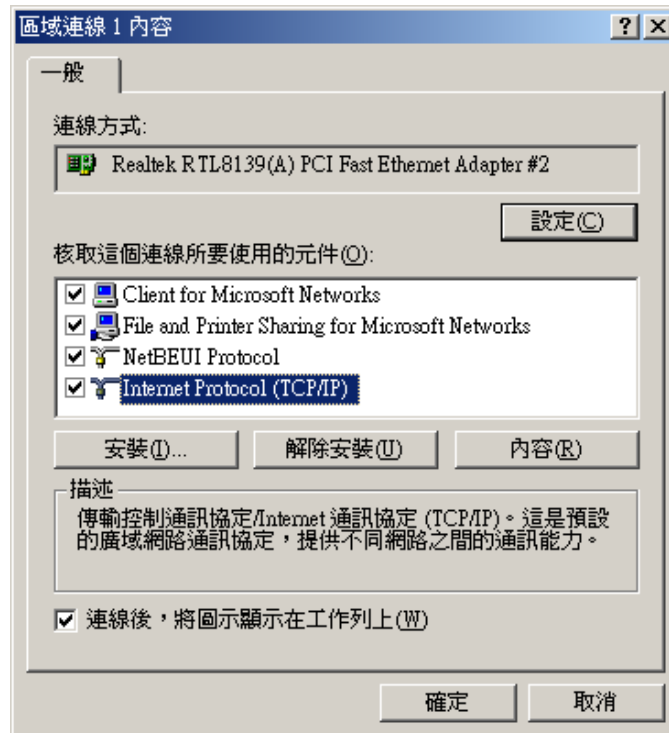 區域連線 1 內容
一般
連線方式:
Realtek RTL8139(A) PCI Fast Ethernet Adapter #2
設定(C)
核取這個連線所要使用的元件(O):
Client for Microsoft Networks
File and Printer Sharing for Microsoft Networks
NetBEUI Protocol
Internet Protocol (TCP/IP)
安裝(I)... 解除安裝(U) 內容(R)
描述
傳輸控制通訊協定/Internet 通訊協定 (TCP/IP)。這是預設
的廣域網路通訊協定，提供不同網路之間的通訊能力。
連線後，將圖示顯示在工作列上(W)
確定 取消